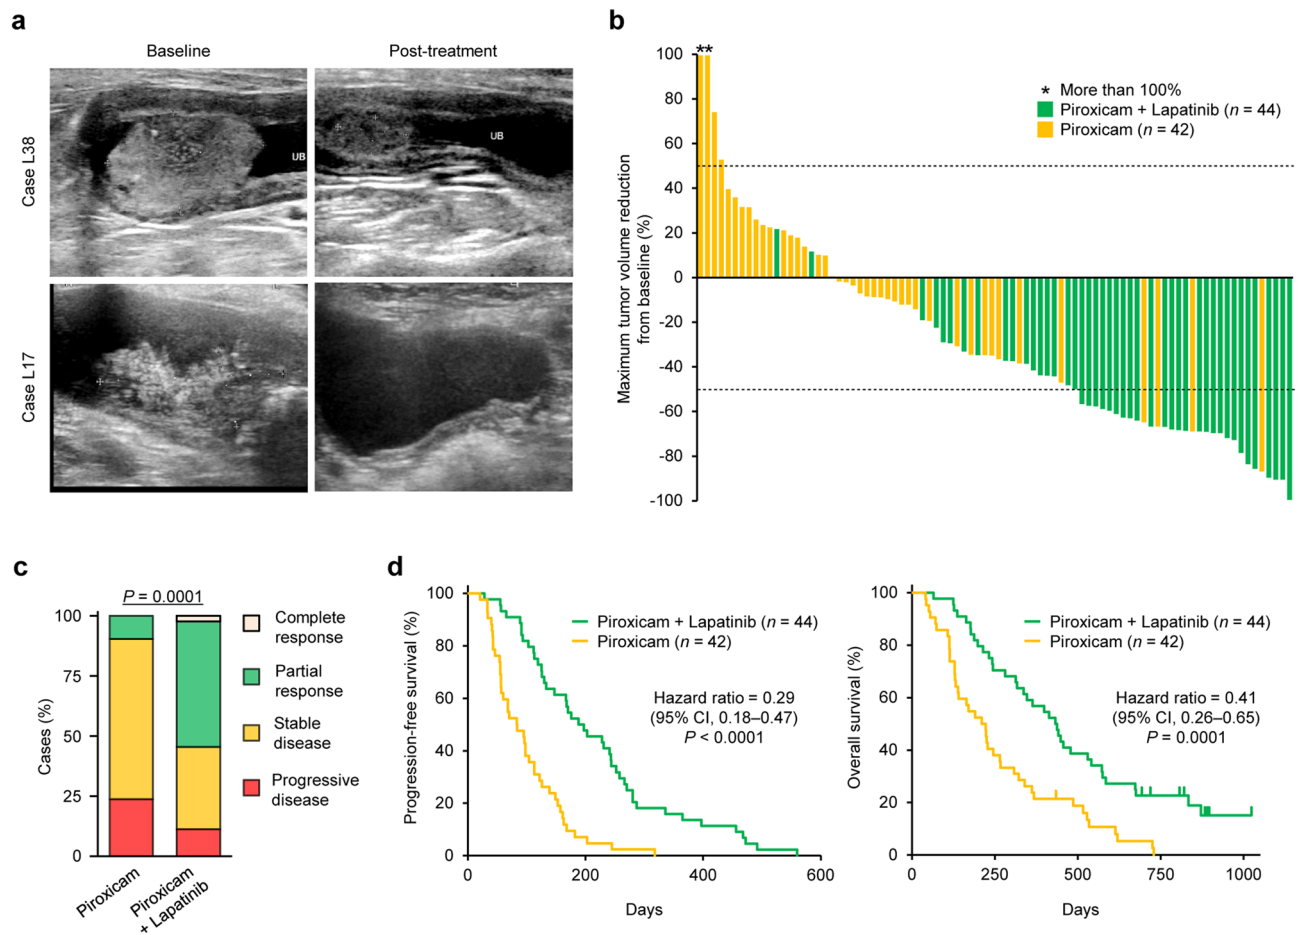 a
Baseline
Post-treatment
Case L38
UB
UB
Case L17
b
Maximum tumor volume reduction
from baseline (%)
100
80
60
40
20
0
-20
-40
-60
-80
-100
**
* More than 100%
Piroxicam + Lapatinib (n = 44)
Piroxicam (n = 42)
c
P = 0.0001
Cases (%)
100
75
50
25
0
Piroxicam
Piroxicam
+ Lapatinib
Complete
response
Partial
response
Stable
disease
Progressive
disease
d
Progression-free survival (%)
100
80
60
40
20
0
0
200
400
600
Days
Piroxicam + Lapatinib (n = 44)
Piroxicam (n = 42)
Hazard ratio = 0.29
(95% CI, 0.18–0.47)
P < 0.0001
Overall survival (%)
100
80
60
40
20
0
0
250
500
750
1000
Days
Piroxicam + Lapatinib (n = 44)
Piroxicam (n = 42)
Hazard ratio = 0.41
(95% CI, 0.26–0.65)
P = 0.0001